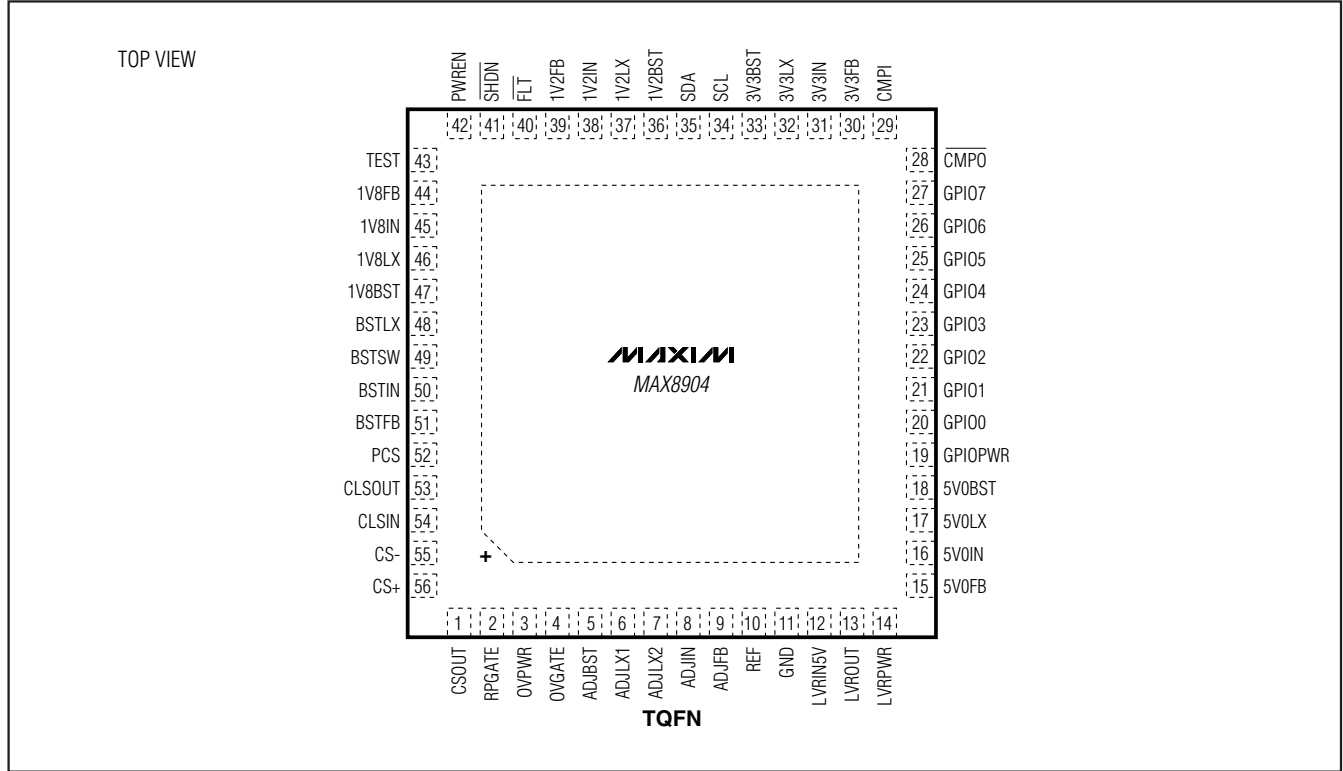 TOP VIEW
PWREN
SHDN
FLT
1V2FB
1V2IN
1V2LX
1V2BST
SDA
SCL
3V3BST
3V3LX
3V3IN
3V3FB
CMPI
42 41 40 39 38 37 36 35 34 33 32 31 30 29
TEST 43
1V8FB 44
1V8IN 45
1V8LX 46
1V8BST 47
BSTLX 48
BSTSW 49
BSTIN 50
BSTFB 51
PCS 52
CLSOUT 53
CLSIN 54
CS- 55
CS+ 56
28 CMPO
27 GPIO7
26 GPIO6
25 GPIO5
24 GPIO4
23 GPIO3
22 GPIO2
21 GPIO1
20 GPIO0
19 GPIOPWR
18 5V0BST
17 5V0LX
16 5V0IN
15 5V0FB
MAXIM
MAX8904
+
1 2 3 4 5 6 7 8 9 10 11 12 13 14
CSOUT
RPGATE
OVPWR
OVGATE
ADJBST
ADJLX1
ADJLX2
ADJIN
ADJFB
REF
GND
LVRIN5V
LVROUT
LVRPWR
TQFN